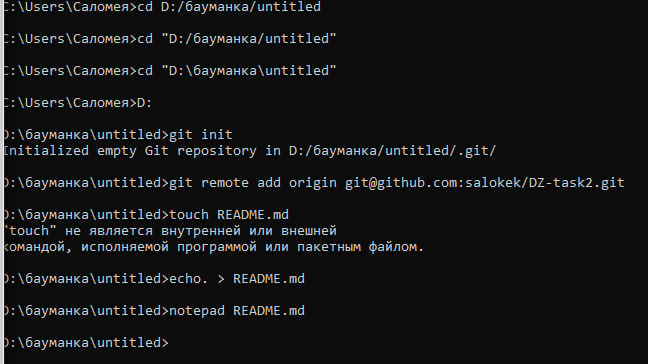 C:\Users\Саломея>cd D:/бауманка/untitled
C:\Users\Саломея>cd "D:/бауманка/untitled"
C:\Users\Саломея>cd "D:\бауманка\untitled"
C:\Users\Саломея>D:
D:\бауманка\untitled>git init
Initialized empty Git repository in D:/бауманка/untitled/.git/
D:\бауманка\untitled>git remote add origin git@github.com:salokek/DZ-task2.git
D:\бауманка\untitled>touch README.md
"touch" не является внутренней или внешней
командой, исполняемой программой или пакетным файлом.
D:\бауманка\untitled>echo. > README.md
D:\бауманка\untitled>notepad README.md
D:\бауманка\untitled>